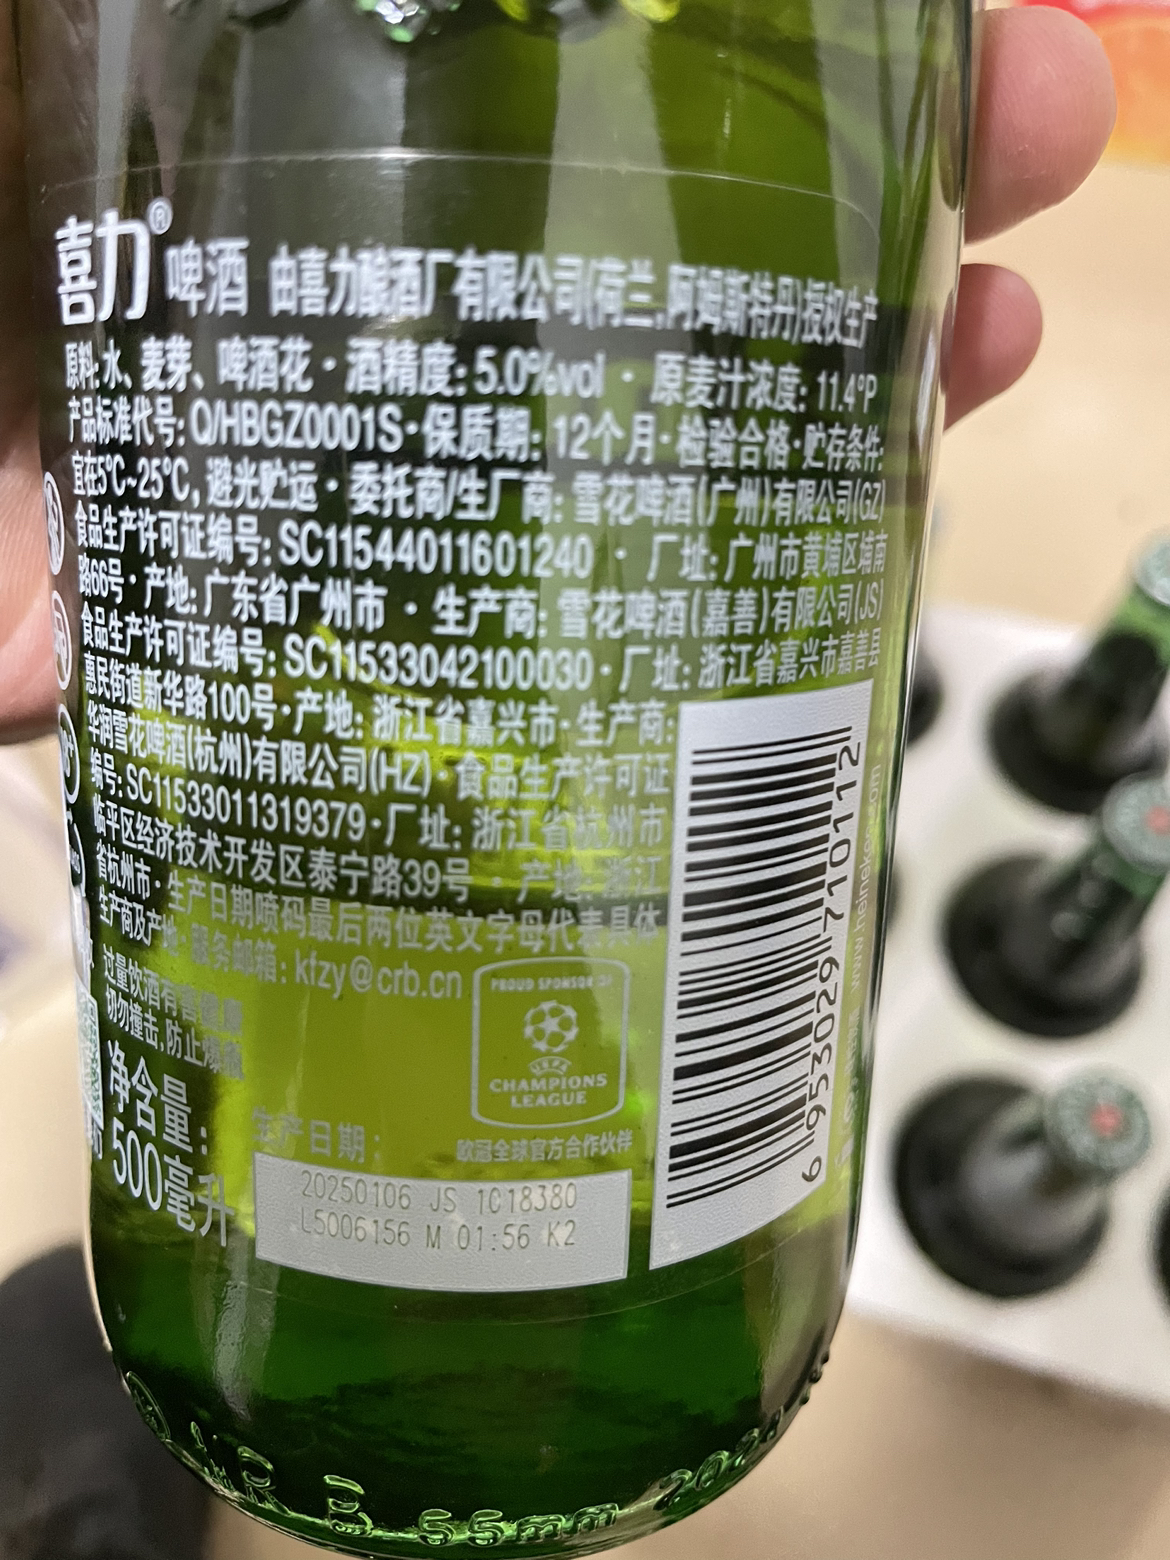 喜力® 啤酒 由喜力酿酒厂有限公司(荷兰.阿姆斯特丹)授权生产
原料: 水、麦芽、啤酒花 · 酒精度: 5.0%vol · 原麦汁浓度: 11.4°P
产品标准代号: Q/HBGZ0001S · 保质期: 12个月 · 检验合格 · 贮存条件:
宜在5°C~25°C, 避光贮运 · 委托商/生厂商: 雪花啤酒(广州)有限公司(GZ)
食品生产许可证编号: SC11544011601240 · 厂址: 广州市黄埔区埔南
路66号 · 产地: 广东省广州市 · 生产商: 雪花啤酒(嘉善)有限公司(JS)
食品生产许可证编号: SC11533042100030 · 厂址: 浙江省嘉兴市嘉善县
惠民街道新华路100号 · 产地: 浙江省嘉兴市 · 生产商:
华润雪花啤酒(杭州)有限公司(HZ) · 食品生产许可证
编号: SC11533011319379 · 厂址: 浙江省杭州市
临平区经济技术开发区泰宁路39号 · 产地: 浙江
省杭州市 · 生产日期喷码最后两位英文字母代表具体
生产商及产地 · 服务邮箱: kfzy@crb.cn
过量饮酒有害健康
切勿撞击,防止爆瓶
净含量:
500毫升
PROUD SPONSOR OF
UEFA
CHAMPIONS
LEAGUE
欧冠全球官方合作伙伴
生产日期:
20250106 JS 1C18380
L5006156 M 01:56 K2
6 953029 710112
www.heineken.com
R B 55mm 2024